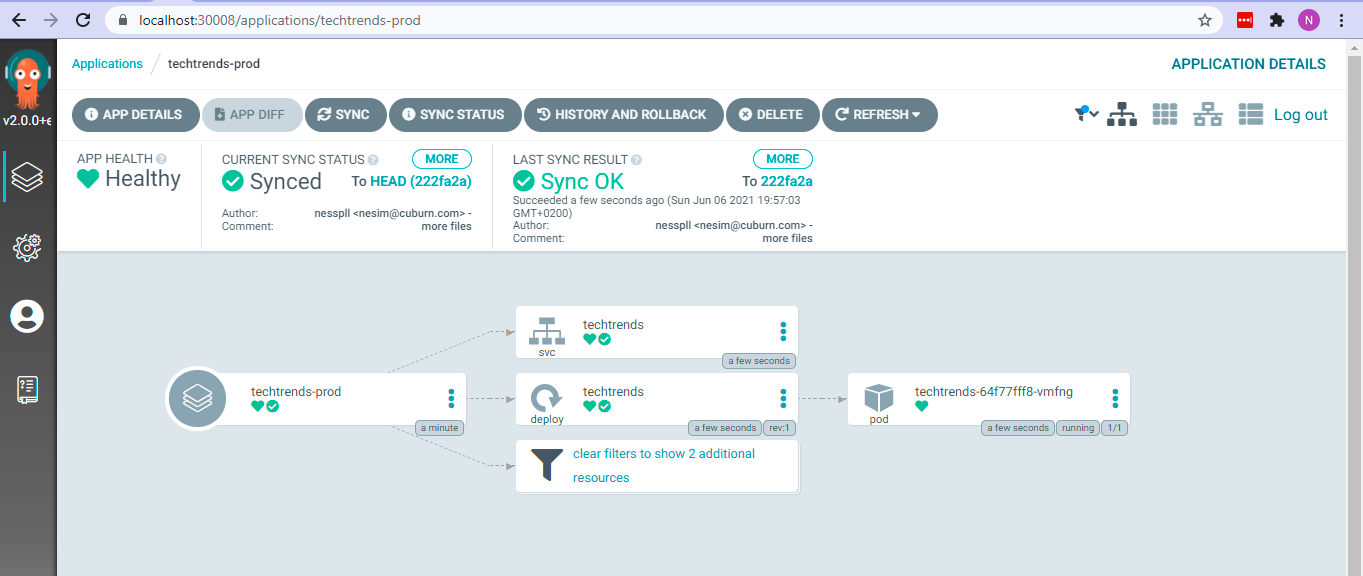 localhost:30008/applications/techtrends-prod
N
v2.0.0+e
Applications techtrends-prod APPLICATION DETAILS
APP DETAILS APP DIFF SYNC SYNC STATUS HISTORY AND ROLLBACK DELETE REFRESH Log out
APP HEALTH
Healthy
CURRENT SYNC STATUS MORE
Synced To HEAD (222fa2a)
Author: nesspll <nesim@cuburn.com> -
Comment: more files
LAST SYNC RESULT MORE
Sync OK To 222fa2a
Succeeded a few seconds ago (Sun Jun 06 2021 19:57:03
GMT+0200)
Author: nesspll <nesim@cuburn.com> -
Comment: more files
techtrends
svc
a few seconds
techtrends-prod
a minute
techtrends
deploy
a few seconds rev:1
techtrends-64f77fff8-vmfng
pod
a few seconds running 1/1
clear filters to show 2 additional
resources